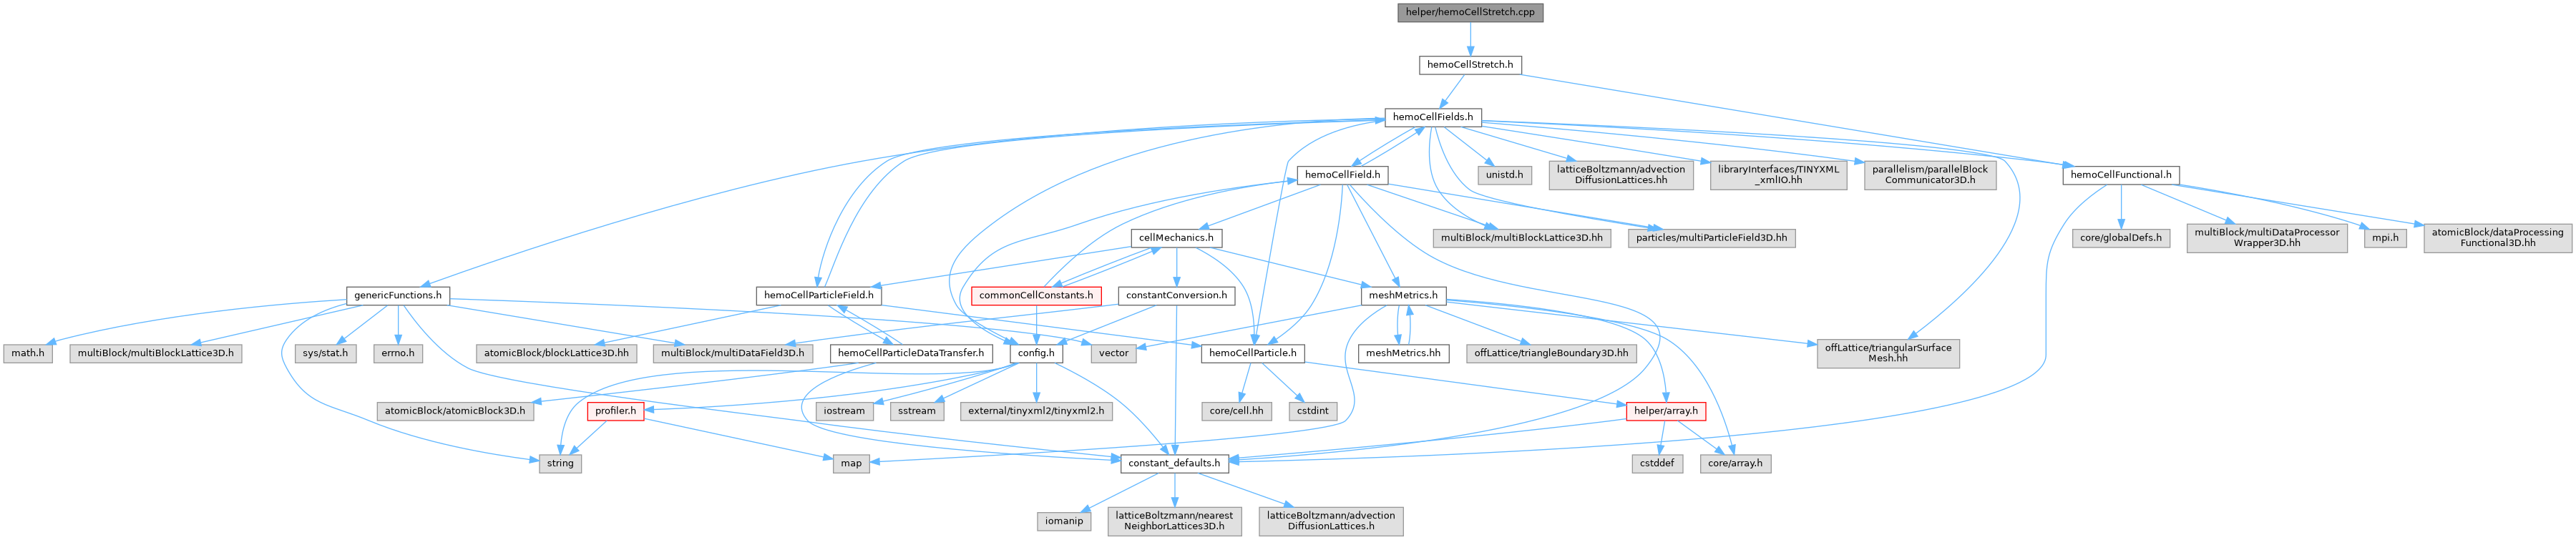 helper/hemoCellStretch.cpp
hemoCellStretch.h
hemoCellFields.h
hemoCellField.h
unistd.h
latticeBoltzmann/advection
DiffusionLattices.hh
libraryInterfaces/TINYXML
_xmlIO.hh
parallelism/parallelBlock
Communicator3D.h
hemoCellFunctional.h
cellMechanics.h
multiBlock/multiBlockLattice3D.hh
particles/multiParticleField3D.hh
core/globalDefs.h
multiBlock/multiDataProcessor
Wrapper3D.hh
mpi.h
atomicBlock/dataProcessing
Functional3D.hh
genericFunctions.h
hemoCellParticleField.h
commonCellConstants.h
constantConversion.h
meshMetrics.h
math.h
multiBlock/multiBlockLattice3D.h
sys/stat.h
errno.h
atomicBlock/blockLattice3D.hh
multiBlock/multiDataField3D.h
hemoCellParticleDataTransfer.h
config.h
vector
hemoCellParticle.h
meshMetrics.hh
offLattice/triangleBoundary3D.hh
offLattice/triangularSurface
Mesh.hh
atomicBlock/atomicBlock3D.h
profiler.h
iostream
sstream
external/tinyxml2/tinyxml2.h
core/cell.hh
cstdint
helper/array.h
string
map
constant_defaults.h
cstddef
core/array.h
iomanip
latticeBoltzmann/nearest
NeighborLattices3D.h
latticeBoltzmann/advection
DiffusionLattices.h